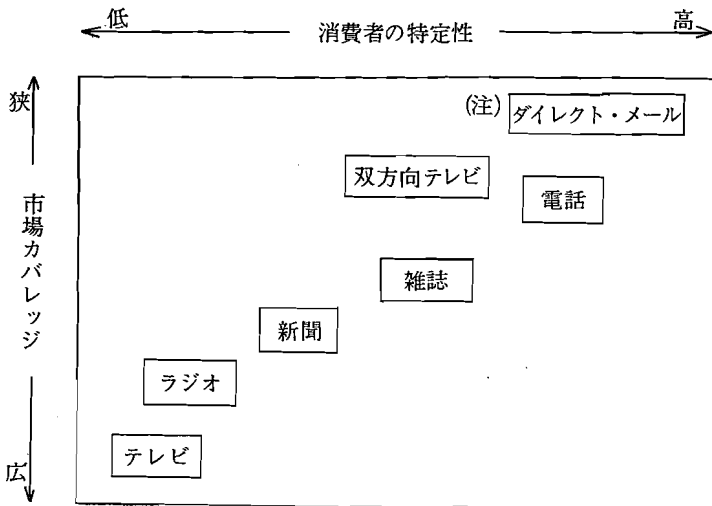 低 消費者の特定性 高
狭
(注) ダイレクト・メール
双方向テレビ
電話
市場カバレッジ
雑誌
新聞
ラジオ
テレビ
広